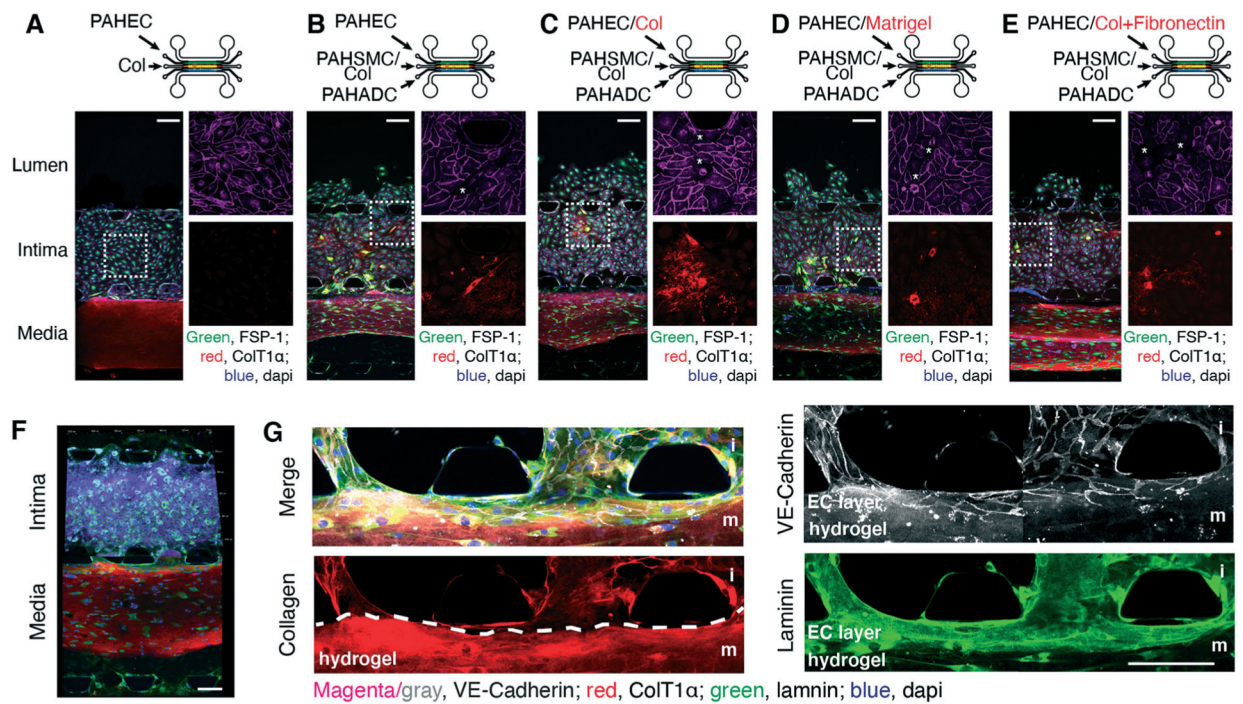 A
PAHEC
Col
B
PAHEC
PAHSMC/
Col
PAHADC
C
PAHEC/Col
PAHSMC/
Col
PAHADC
D
PAHEC/Matrigel
PAHSMC/
Col
PAHADC
E
PAHEC/Col+Fibronectin
PAHSMC/
Col
PAHADC
Lumen
Intima
Media
*
*
*
*
*
*
*
Green, FSP-1;
red, ColT1α;
blue, dapi
Green, FSP-1;
red, ColT1α;
blue, dapi
Green, FSP-1;
red, ColT1α;
blue, dapi
Green, FSP-1;
red, ColT1α;
blue, dapi
Green, FSP-1;
red, ColT1α;
blue, dapi
F
Intima
Media
G
Merge
i
m
Collagen
i
hydrogel
m
VE-Cadherin
i
EC layer
hydrogel
m
Laminin
i
EC layer
hydrogel
m
Magenta/gray, VE-Cadherin; red, ColT1α; green, lamnin; blue, dapi